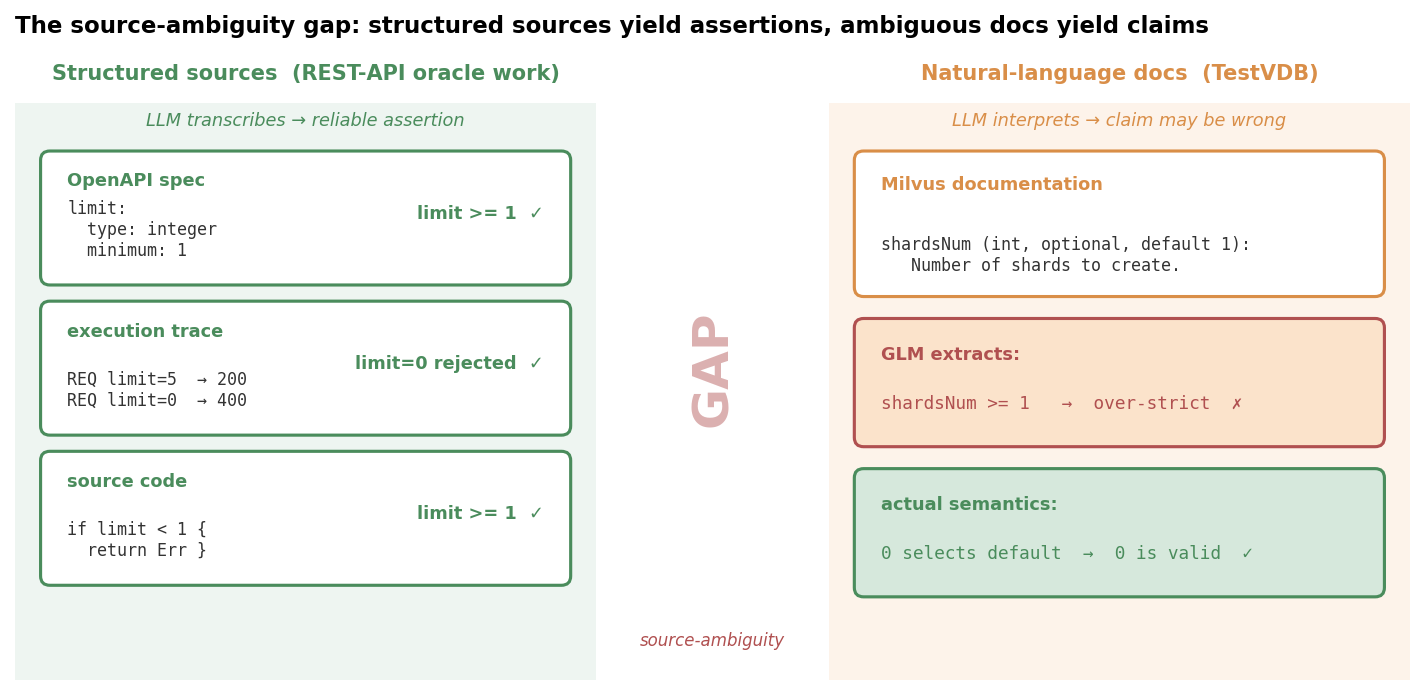 The source-ambiguity gap: structured sources yield assertions, ambiguous docs yield claims
Structured sources  (REST-API oracle work)
LLM transcribes → reliable assertion
OpenAPI spec
limit:
  type: integer
  minimum: 1
limit >= 1 ✓
execution trace
limit=0 rejected ✓
REQ limit=5  → 200
REQ limit=0  → 400
source code
limit >= 1 ✓
if limit < 1 {
  return Err }
GAP
source-ambiguity
Natural-language docs  (TestVDB)
LLM interprets → claim may be wrong
Milvus documentation
shardsNum (int, optional, default 1):
   Number of shards to create.
GLM extracts:
shardsNum >= 1   →  over-strict  ✗
actual semantics:
0 selects default  →  0 is valid  ✓